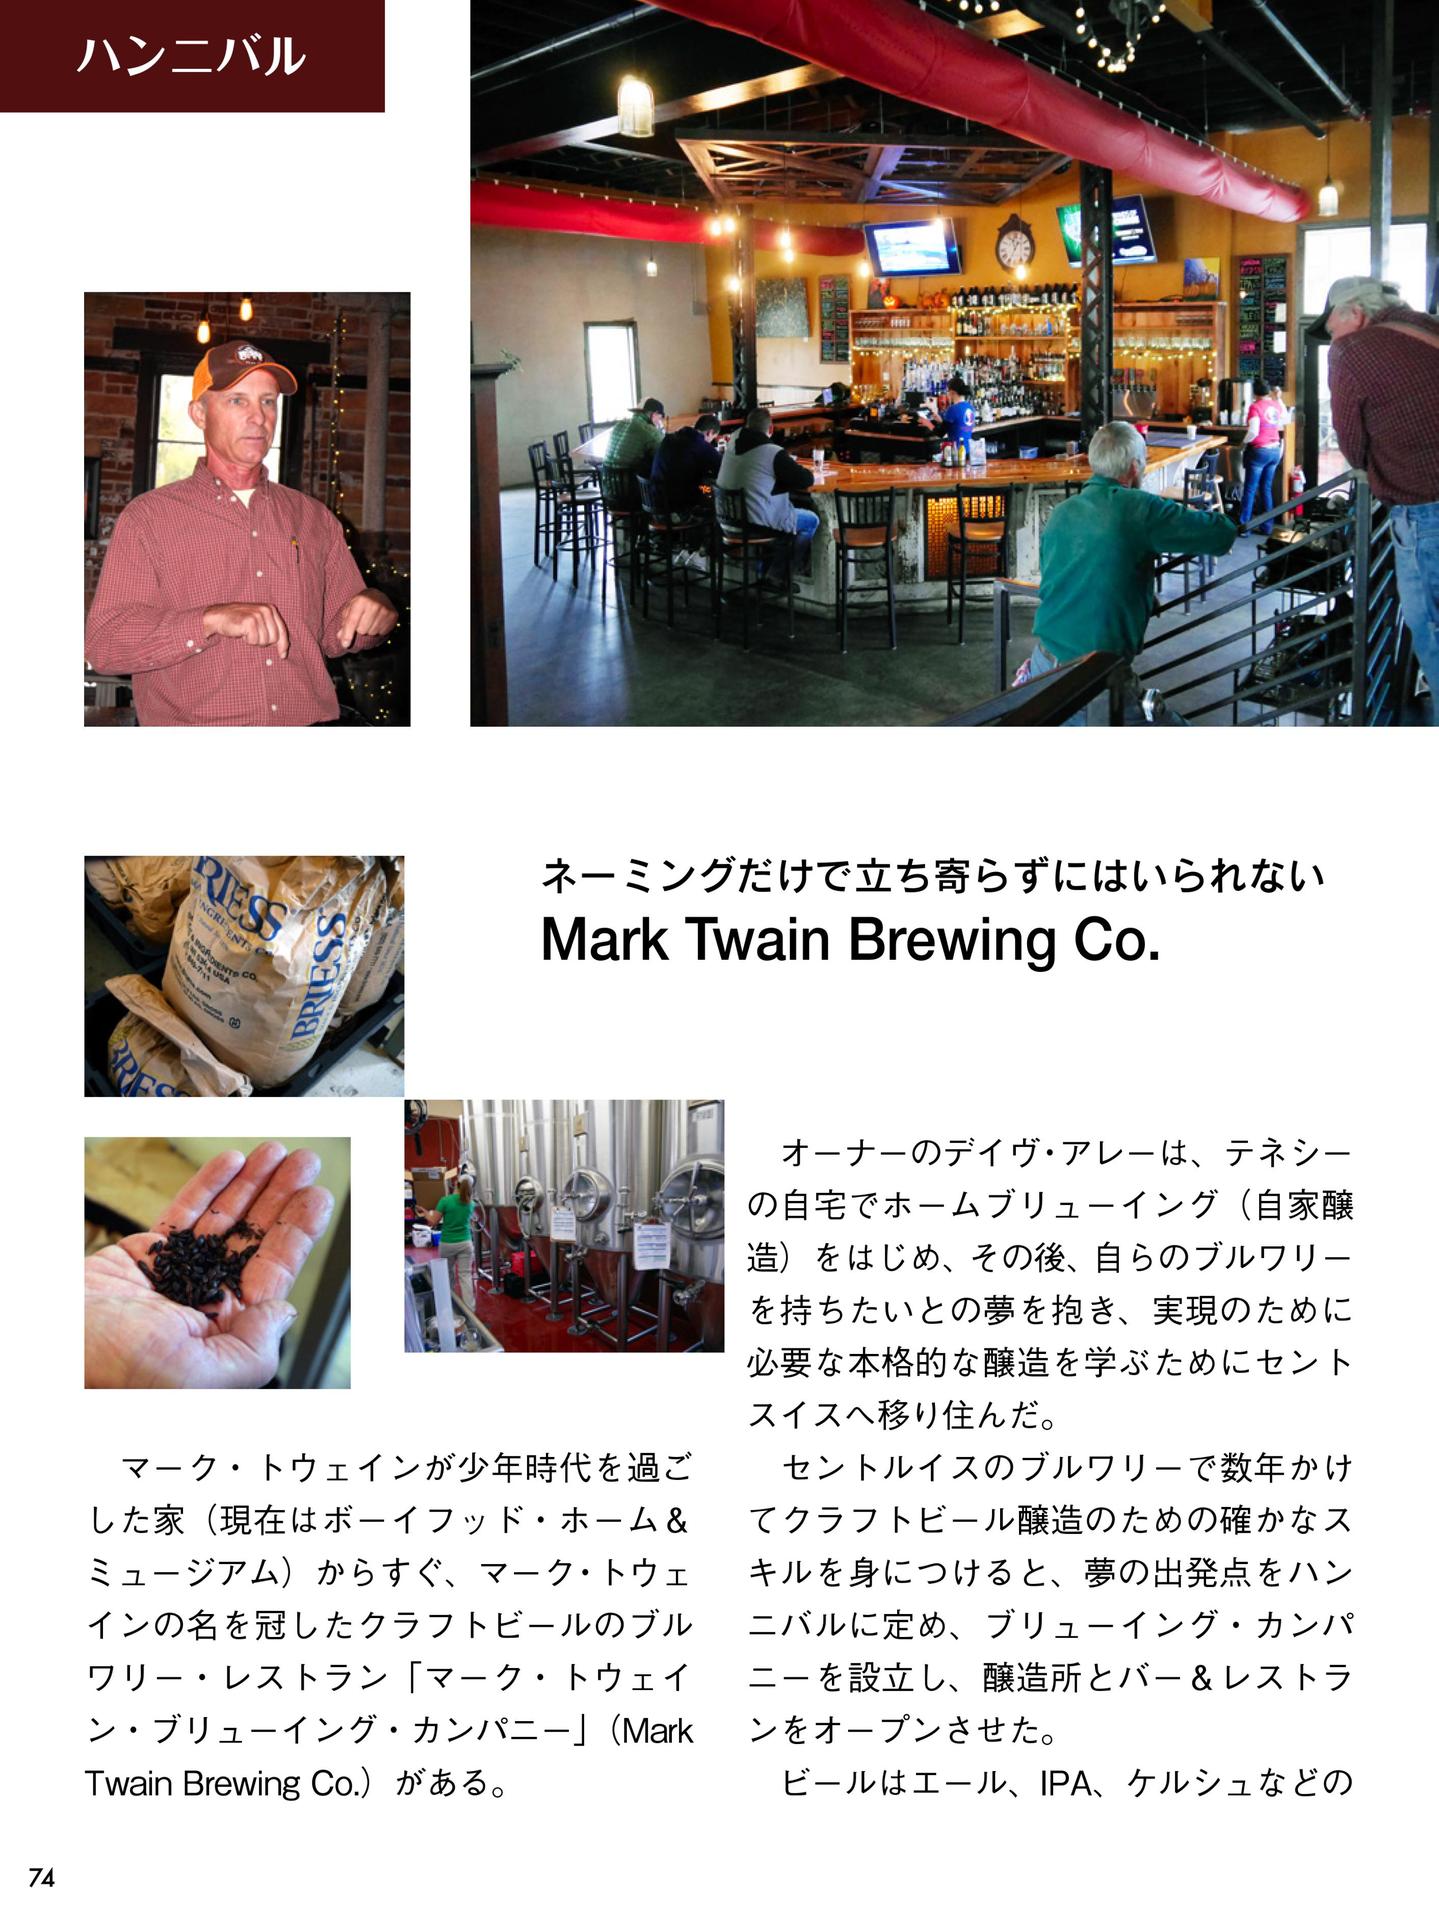 ハンニバル
BRIESS
BRIESS
ネーミングだけで立ち寄らずにはいられない
Mark Twain Brewing Co.
マーク・トウェインが少年時代を過ご
した家（現在はボーイフッド・ホーム＆
ミュージアム）からすぐ、マーク・トウェ
インの名を冠したクラフトビールのブル
ワリー・レストラン「マーク・トウェイ
ン・ブリューイング・カンパニー」（Mark
Twain Brewing Co.）がある。
オーナーのデイヴ・アレーは、テネシー
の自宅でホームブリューイング（自家醸
造）をはじめ、その後、自らのブルワリー
を持ちたいとの夢を抱き、実現のために
必要な本格的な醸造を学ぶためにセント
スイスへ移り住んだ。
セントルイスのブルワリーで数年かけ
てクラフトビール醸造のための確かなス
キルを身につけると、夢の出発点をハン
ニバルに定め、ブリューイング・カンパ
ニーを設立し、醸造所とバー＆レストラ
ンをオープンさせた。
ビールはエール、IPA、ケルシュなどの
74